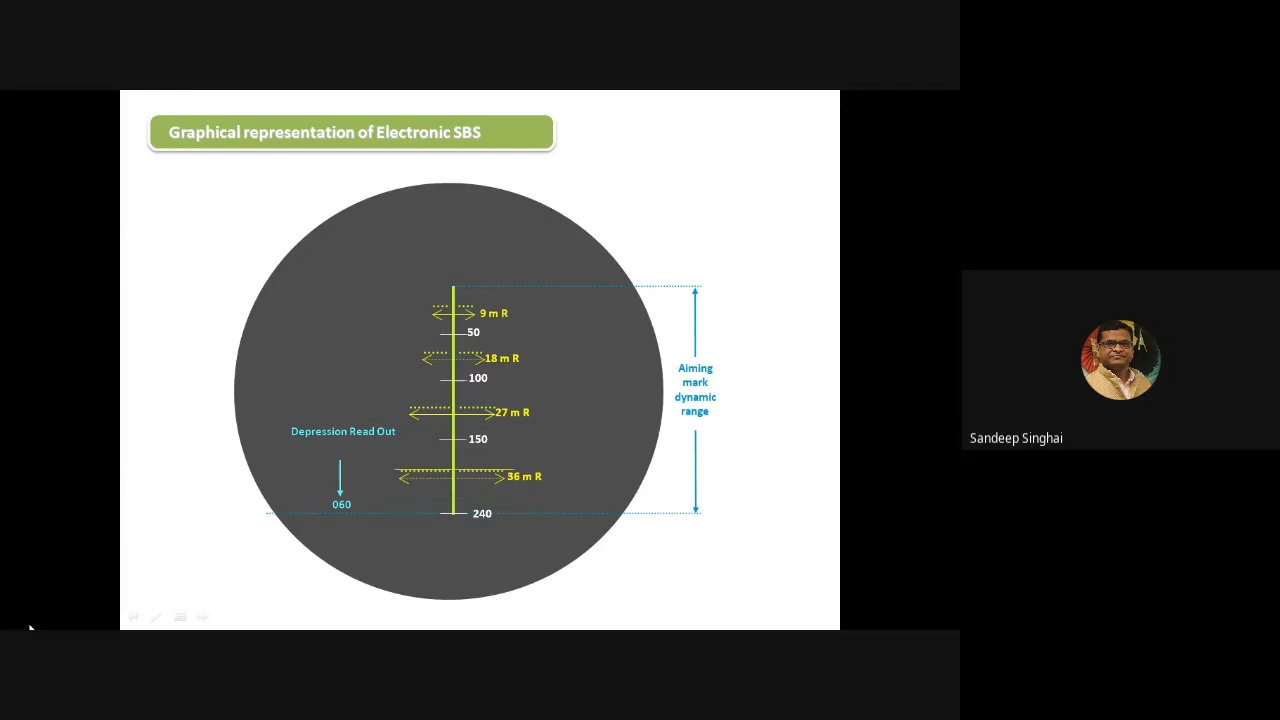 Graphical representation of Electronic SBS
9 m R
50
18 m R
100
27 m R
150
36 m R
240
Depression Read Out
060
Aiming
mark
dynamic
range
Sandeep Singhai